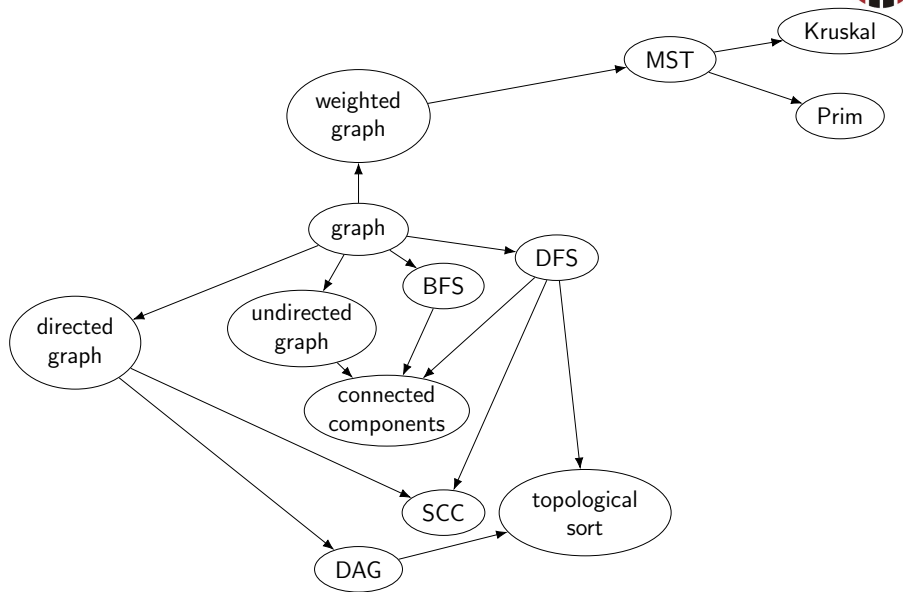 Kruskal
MST
Prim
weighted
graph
graph
DFS
BFS
undirected
graph
directed
graph
connected
components
SCC
topological
sort
DAG